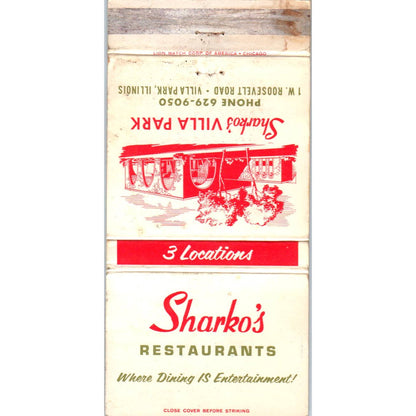 LION MATCH CORP. OF AMERICA • CHICAGO
1 W. ROOSEVELT ROAD • VILLA PARK, ILLINOIS
PHONE 629-9050
Sharko's VILLA PARK
3 Locations
Sharko's
RESTAURANTS
Where Dining IS Entertainment!
CLOSE COVER BEFORE STRIKING